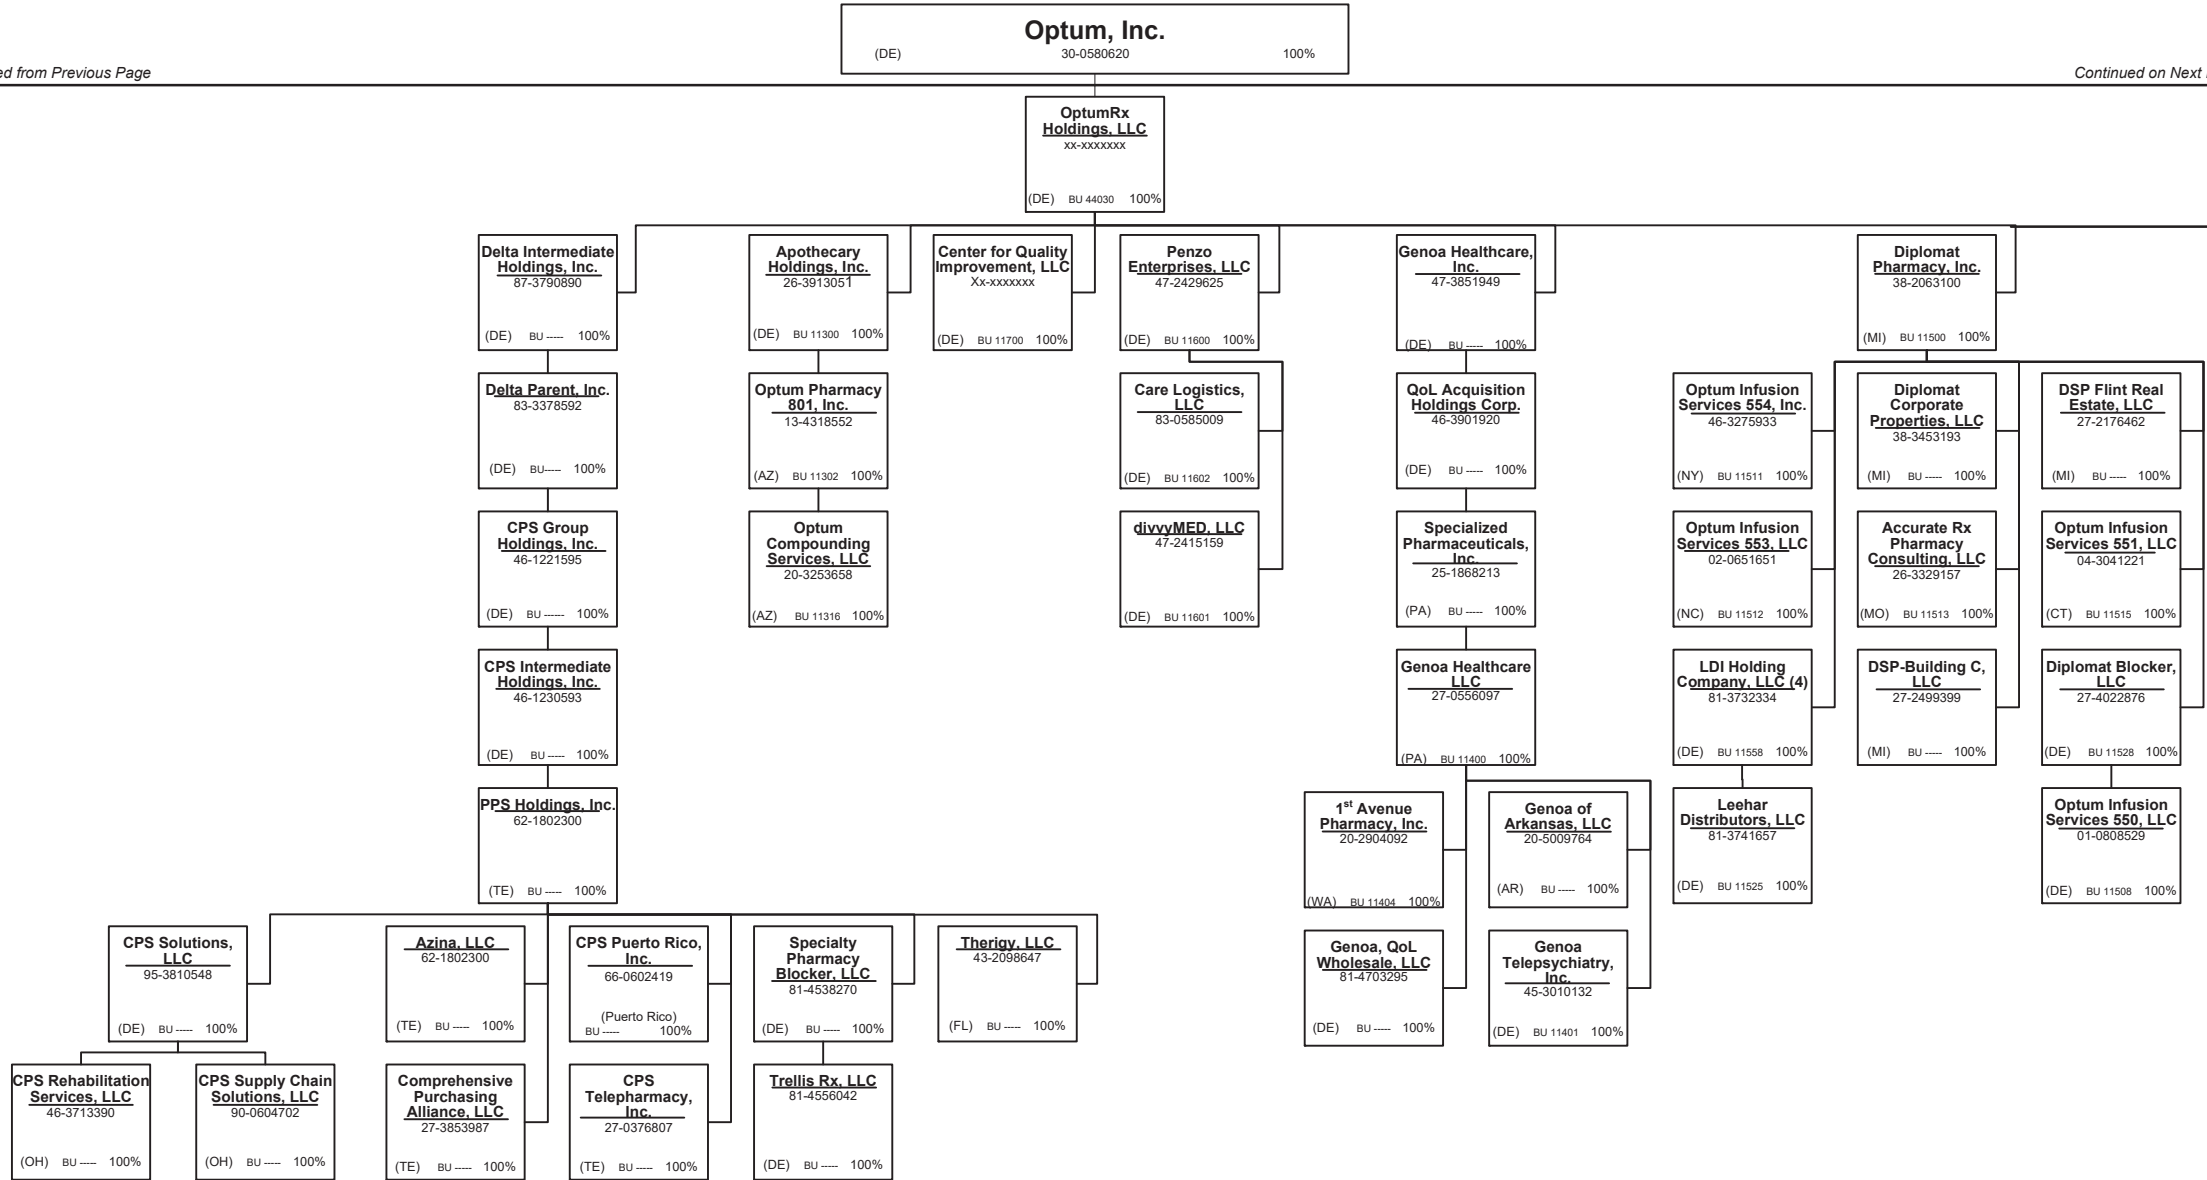 Optum, Inc.
(DE) 30-0580620 100%
ed from Previous Page
Continued on Next
OptumRx
Holdings, LLC
xx-xxxxxxx
(DE) BU 44030 100%
Delta Intermediate
Holdings, Inc.
87-3790890
(DE) BU ----- 100%
Apothecary
Holdings, Inc.
26-3913051
(DE) BU 11300 100%
Center for Quality
Improvement, LLC
Xx-xxxxxxx
(DE) BU 11700 100%
Penzo
Enterprises, LLC
47-2429625
(DE) BU 11600 100%
Genoa Healthcare,
Inc.
47-3851949
(DE) BU ----- 100%
Diplomat
Pharmacy, Inc.
38-2063100
(MI) BU 11500 100%
Delta Parent, Inc.
83-3378592
(DE) BU----- 100%
Optum Pharmacy
801, Inc.
13-4318552
(AZ) BU 11302 100%
Care Logistics,
LLC
83-0585009
(DE) BU 11602 100%
QoL Acquisition
Holdings Corp.
46-3901920
(DE) BU ----- 100%
Optum Infusion
Services 554, Inc.
46-3275933
(NY) BU 11511 100%
Diplomat
Corporate
Properties, LLC
38-3453193
(MI) BU ----- 100%
DSP Flint Real
Estate, LLC
27-2176462
(MI) BU ----- 100%
CPS Group
Holdings, Inc.
46-1221595
(DE) BU ------ 100%
Optum
Compounding
Services, LLC
20-3253658
(AZ) BU 11316 100%
divvyMED, LLC
47-2415159
(DE) BU 11601 100%
Specialized
Pharmaceuticals,
Inc.
25-1868213
(PA) BU ----- 100%
Optum Infusion
Services 553, LLC
02-0651651
(NC) BU 11512 100%
Accurate Rx
Pharmacy
Consulting, LLC
26-3329157
(MO) BU 11513 100%
Optum Infusion
Services 551, LLC
04-3041221
(CT) BU 11515 100%
CPS Intermediate
Holdings, Inc.
46-1230593
(DE) BU ----- 100%
Genoa Healthcare
LLC
27-0556097
(PA) BU 11400 100%
LDI Holding
Company, LLC (4)
81-3732334
(DE) BU 11558 100%
DSP-Building C,
LLC
27-2499399
(MI) BU ----- 100%
Diplomat Blocker,
LLC
27-4022876
(DE) BU 11528 100%
PPS Holdings, Inc.
62-1802300
(TE) BU ----- 100%
1st Avenue
Pharmacy, Inc.
20-2904092
(WA) BU 11404 100%
Genoa of
Arkansas, LLC
20-5009764
(AR) BU ----- 100%
Leehar
Distributors, LLC
81-3741657
(DE) BU 11525 100%
Optum Infusion
Services 550, LLC
01-0808529
(DE) BU 11508 100%
CPS Solutions,
LLC
95-3810548
(DE) BU ----- 100%
Azina, LLC
62-1802300
(TE) BU ----- 100%
CPS Puerto Rico,
Inc.
66-0602419
(Puerto Rico)
BU ----- 100%
Specialty
Pharmacy
Blocker, LLC
81-4538270
(DE) BU ----- 100%
Therigy, LLC
43-2098647
(FL) BU ----- 100%
Genoa, QoL
Wholesale, LLC
81-4703295
(DE) BU ----- 100%
Genoa
Telepsychiatry,
Inc.
45-3010132
(DE) BU 11401 100%
CPS Rehabilitation
Services, LLC
46-3713390
(OH) BU ----- 100%
CPS Supply Chain
Solutions, LLC
90-0604702
(OH) BU ----- 100%
Comprehensive
Purchasing
Alliance, LLC
27-3853987
(TE) BU ----- 100%
CPS
Telepharmacy,
Inc.
27-0376807
(TE) BU ----- 100%
Trellis Rx, LLC
81-4556042
(DE) BU ----- 100%